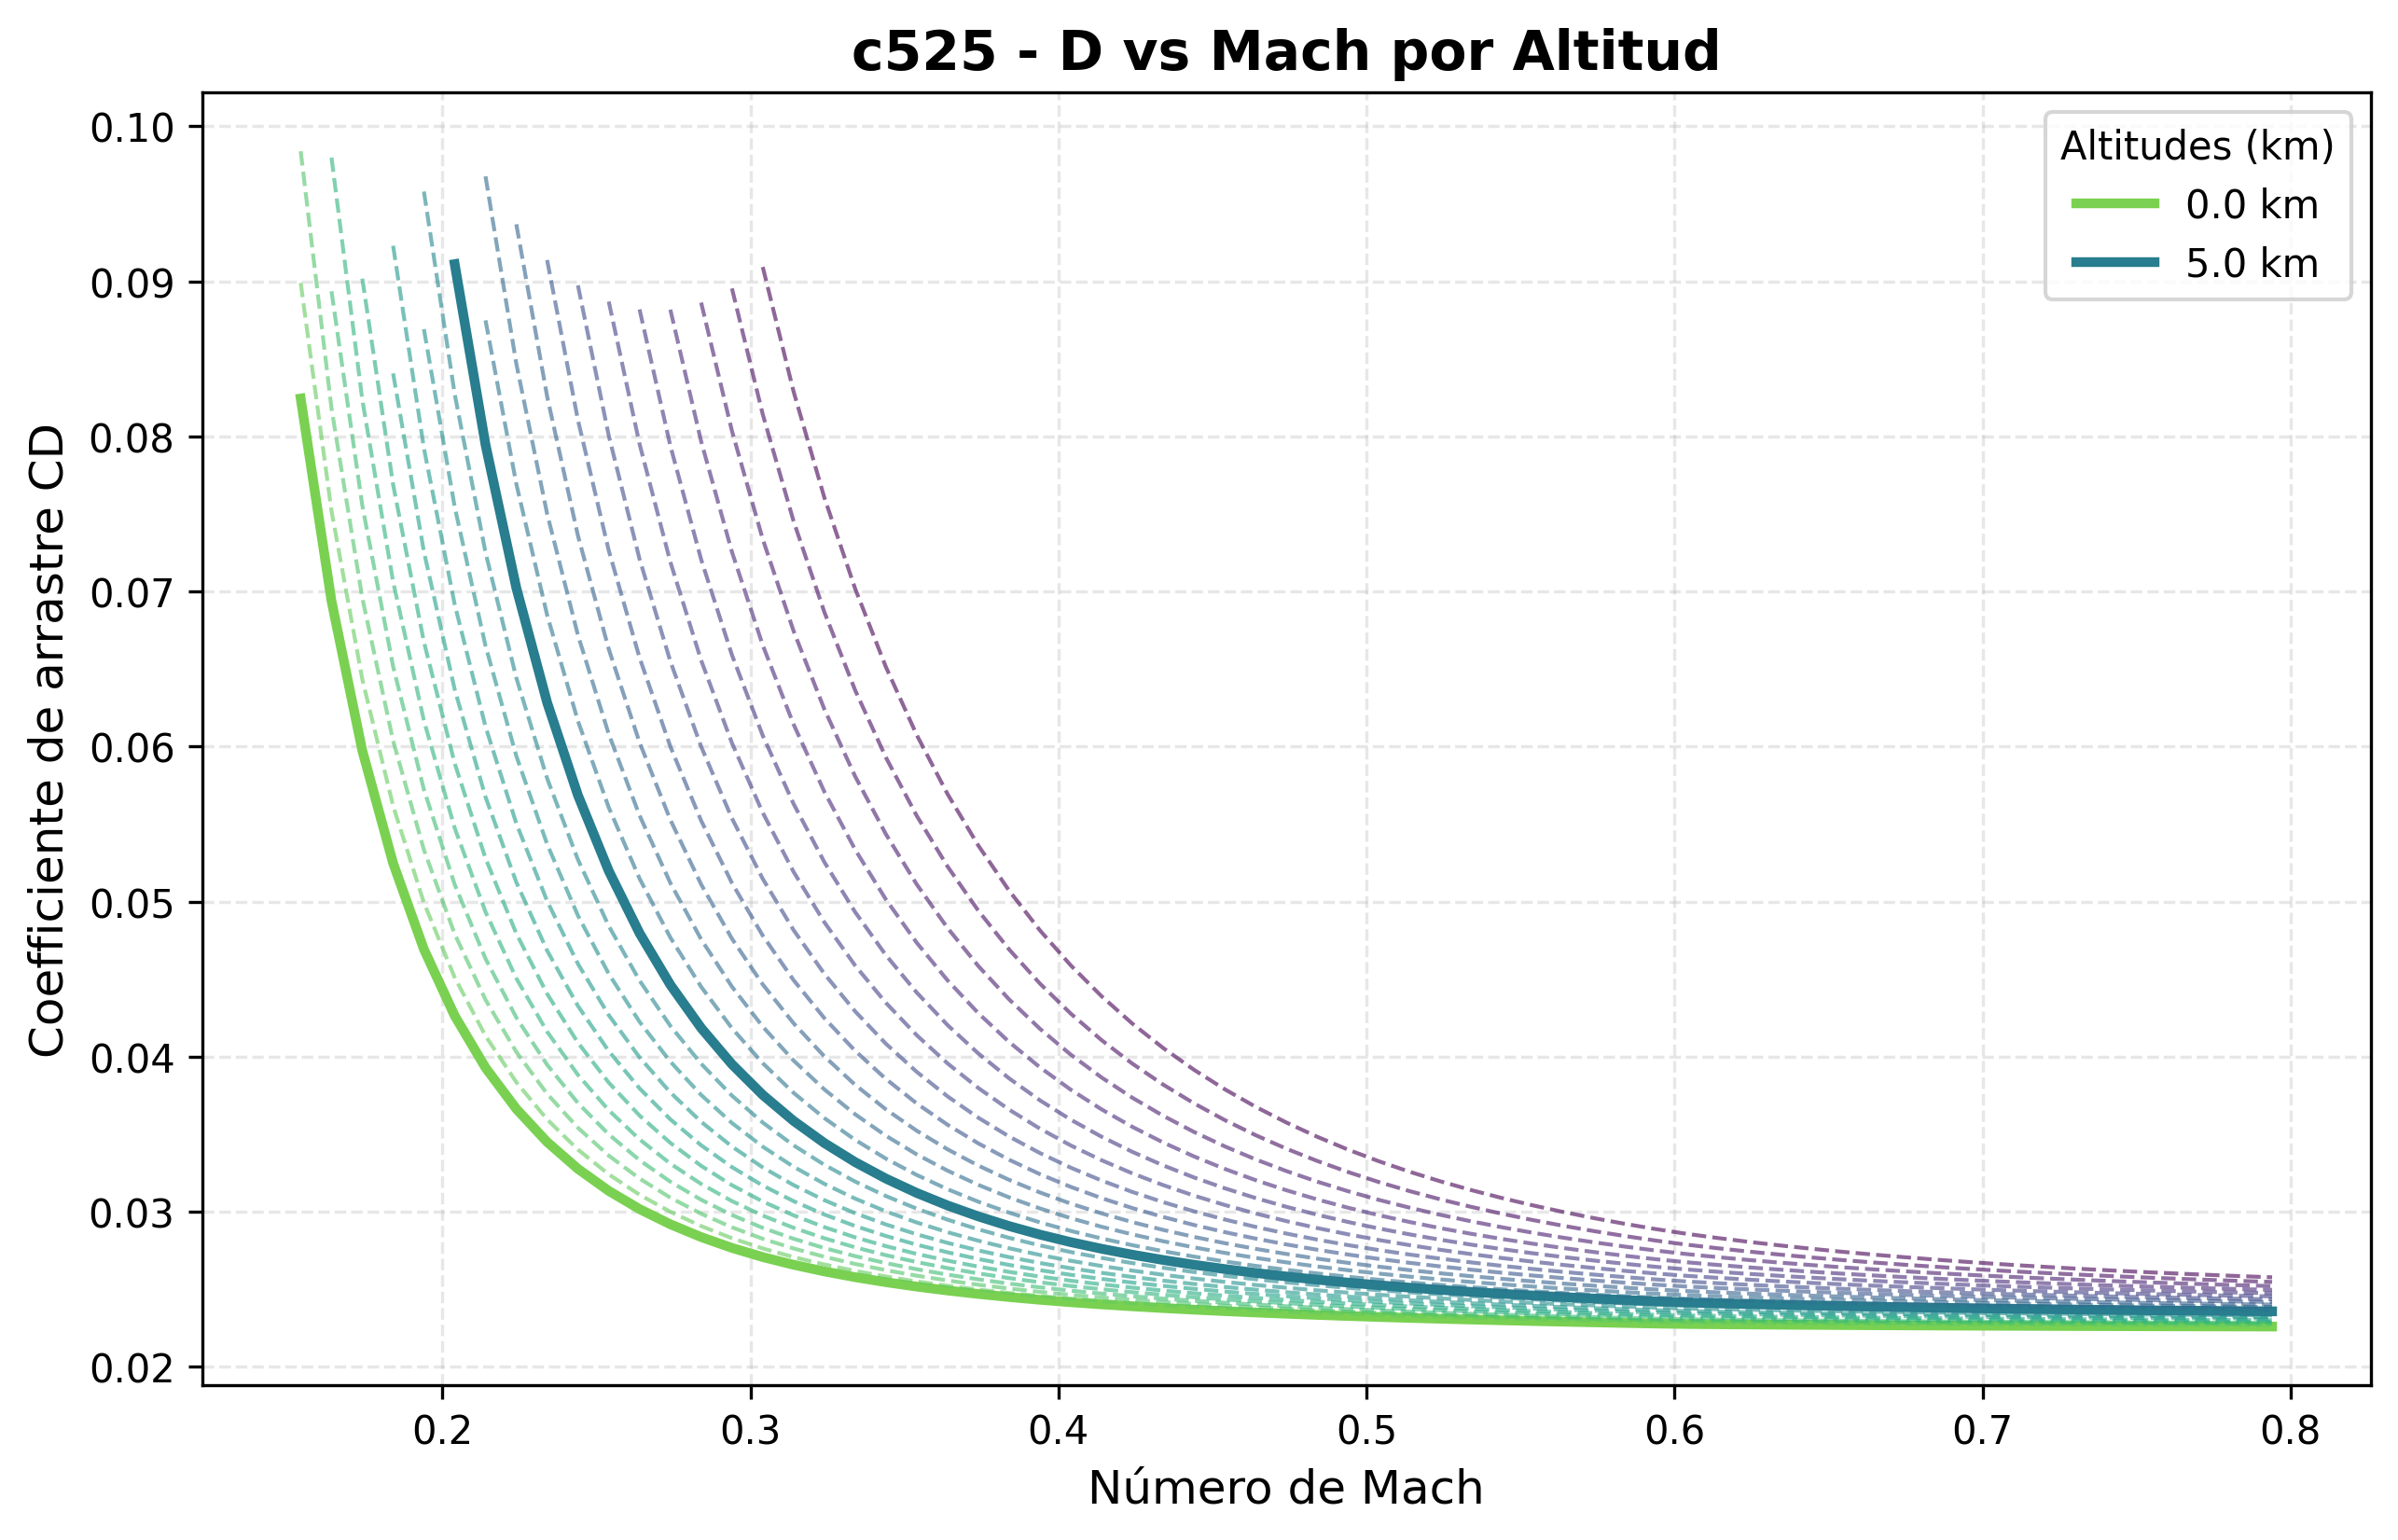 c525 - D vs Mach por Altitud
Coefficiente de arrastre CD
0.10
0.09
0.08
0.07
0.06
0.05
0.04
0.03
0.02
Altitudes (km)
0.0 km
5.0 km
0.2 0.3 0.4 0.5 0.6 0.7 0.8
Número de Mach